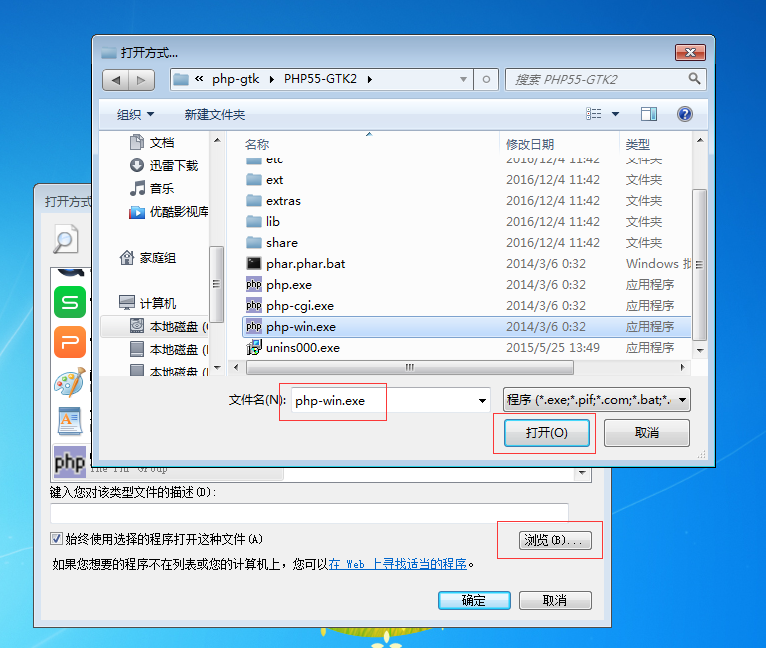 打开方式...
« php-gtk ▸ PHP55-GTK2 ▸
搜索 PHP55-GTK2
组织 新建文件夹
名称 修改日期 类型
文档
迅雷下载
音乐
优酷影视库
家庭组
计算机
本地磁盘 (
本地磁盘 (
本地磁盘 (
etc 2016/12/4 11:42 文件夹
ext 2016/12/4 11:42 文件夹
extras 2016/12/4 11:42 文件夹
lib 2016/12/4 11:42 文件夹
share 2016/12/4 11:42 文件夹
phar.phar.bat 2014/3/6 0:32 Windows 批
php.exe 2014/3/6 0:32 应用程序
php-cgi.exe 2014/3/6 0:32 应用程序
php-win.exe 2014/3/6 0:32 应用程序
unins000.exe 2015/5/25 13:49 应用程序
文件名(N): php-win.exe 程序 (*.exe;*.pif;*.com;*.bat;*.
打开(O) 取消
打开方式
S
P
php
The PHP Group
键入您对该类型文件的描述(D):
始终使用选择的程序打开这种文件(A)
浏览(B)...
如果您想要的程序不在列表或您的计算机上，您可以在 Web 上寻找适当的程序。
确定 取消